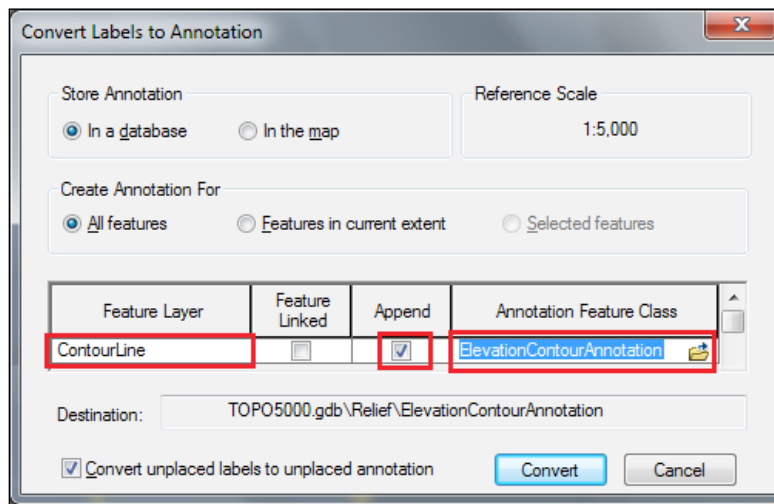 Convert Labels to Annotation
Store Annotation
In a database
In the map
Reference Scale
1:5,000
Create Annotation For
All features
Features in current extent
Selected features
Feature Layer
Feature
Linked
Append
Annotation Feature Class
ContourLine
ElevationContourAnnotation
Destination:
TOPO5000.gdb\Relief\ElevationContourAnnotation
Convert unplaced labels to unplaced annotation
Convert
Cancel